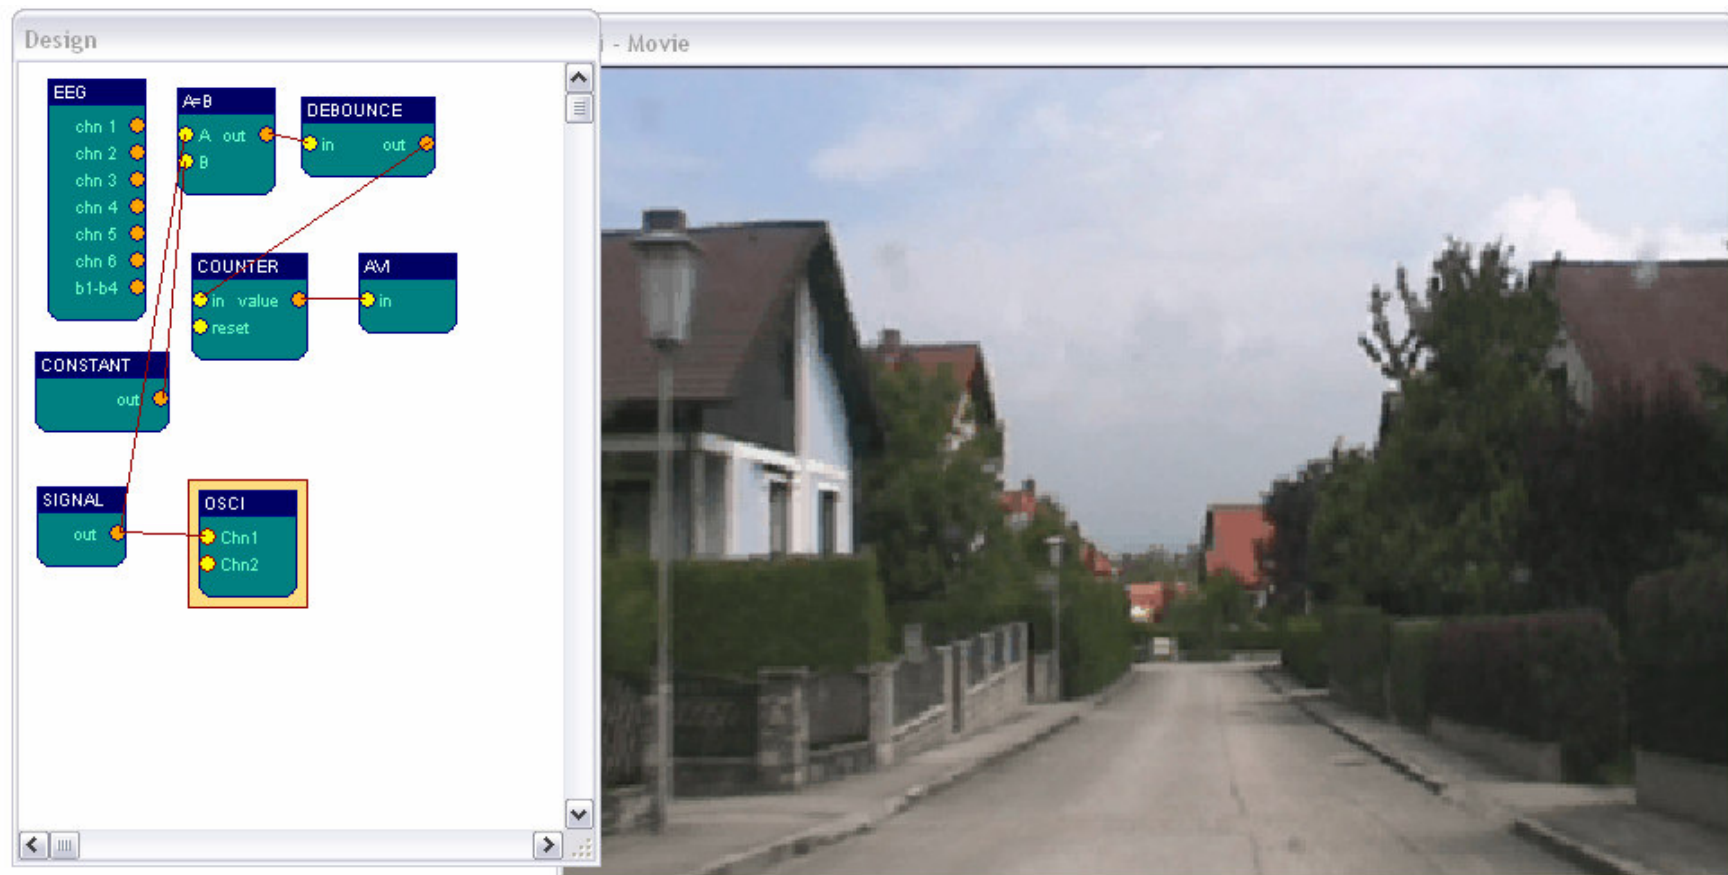 Design
i - Movie
EEG
chn 1
chn 2
chn 3
chn 4
chn 5
chn 6
b1-b4
A=B
A out
B
DEBOUNCE
in out
COUNTER
in value
reset
AVI
in
CONSTANT
out
SIGNAL
out
OSCI
Chn1
Chn2